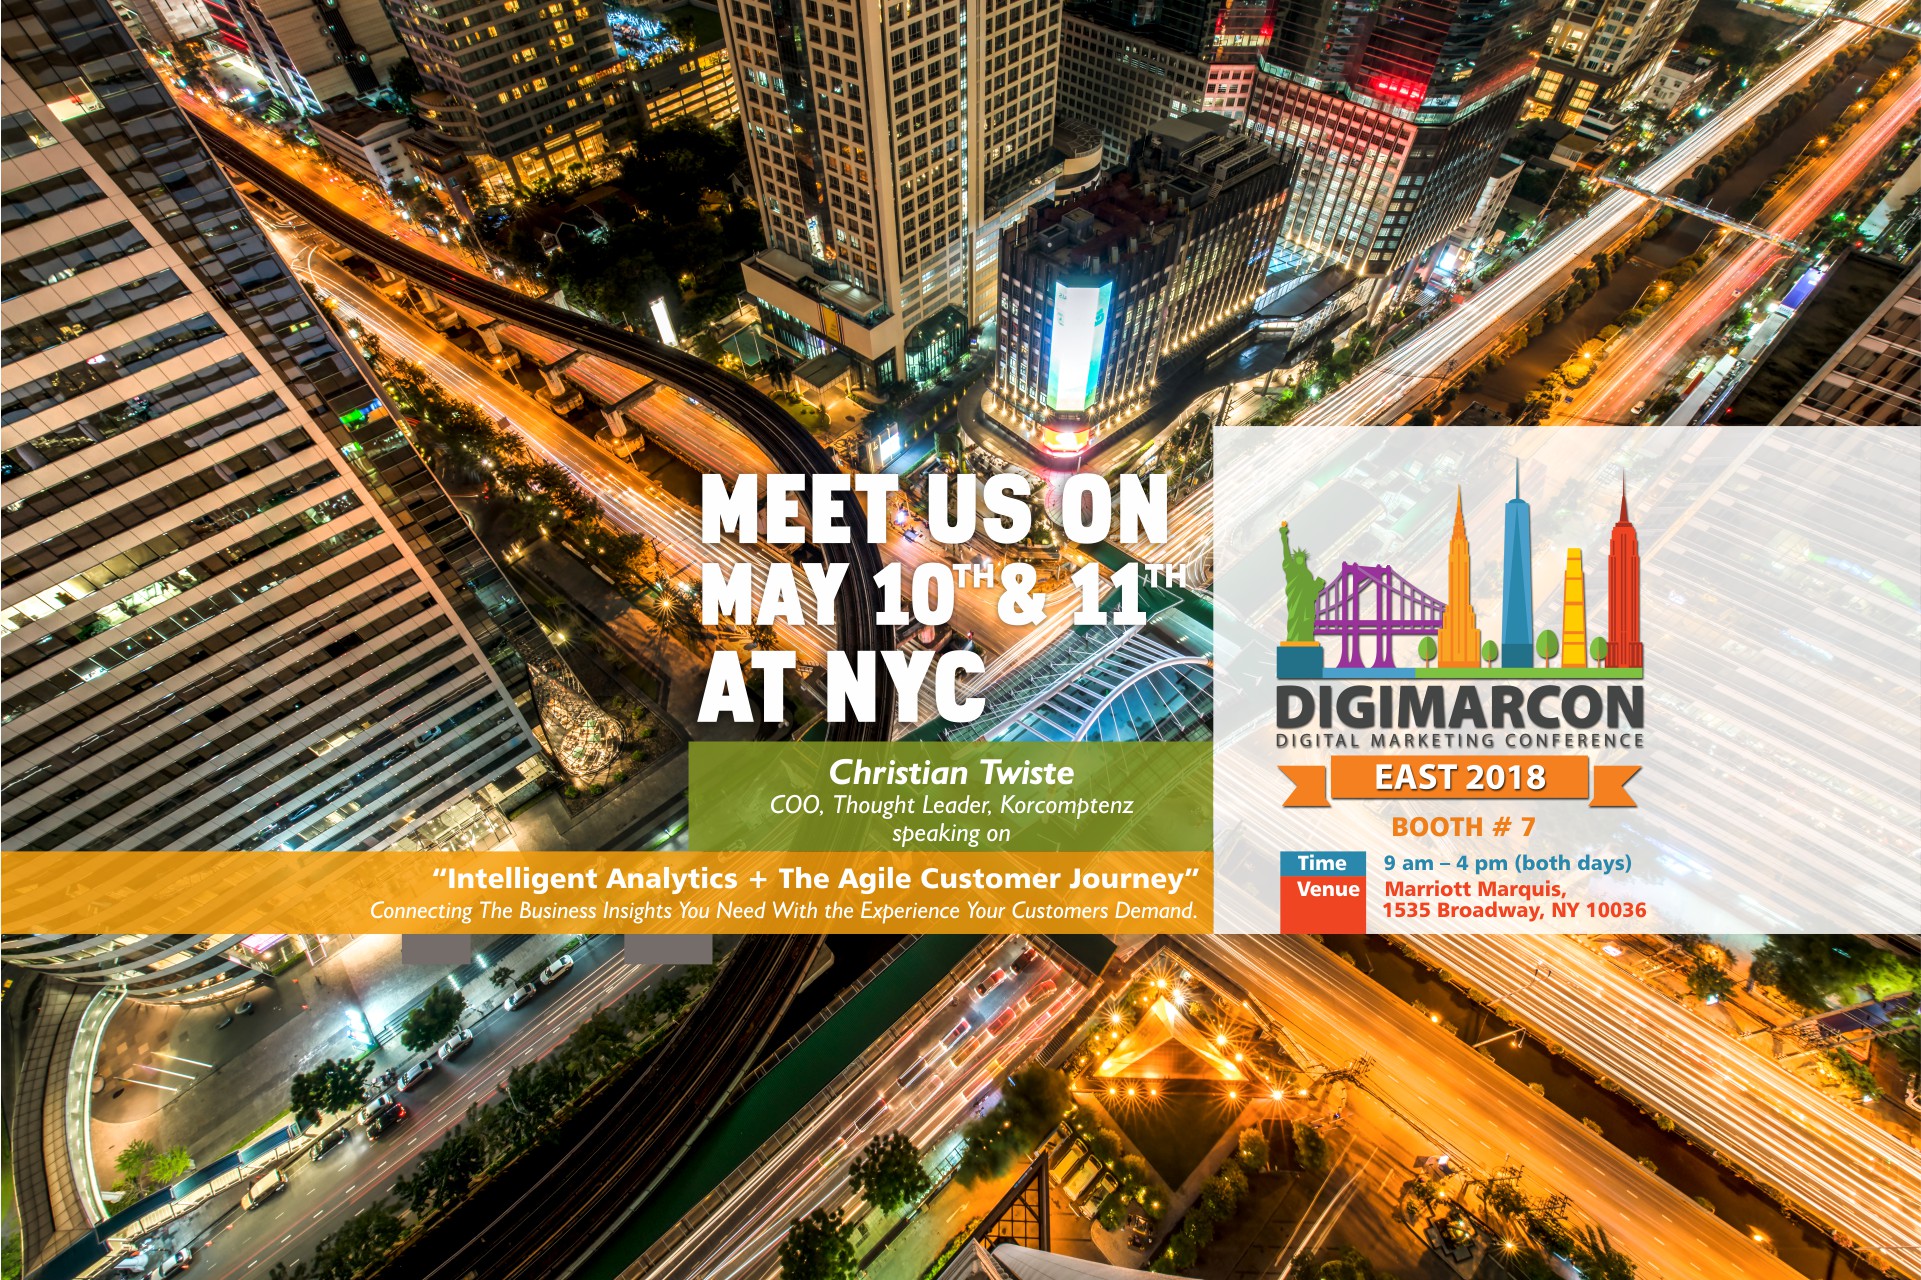 MEET US ON
MAY 10TH & 11TH
AT NYC
Christian Twiste
COO, Thought Leader, Korcomptenz
speaking on
“Intelligent Analytics + The Agile Customer Journey”
Connecting The Business Insights You Need With the Experience Your Customers Demand.
DIGIMARCON
DIGITAL MARKETING CONFERENCE
EAST 2018
BOOTH # 7
Time 9 am – 4 pm (both days)
Venue Marriott Marquis,
1535 Broadway, NY 10036